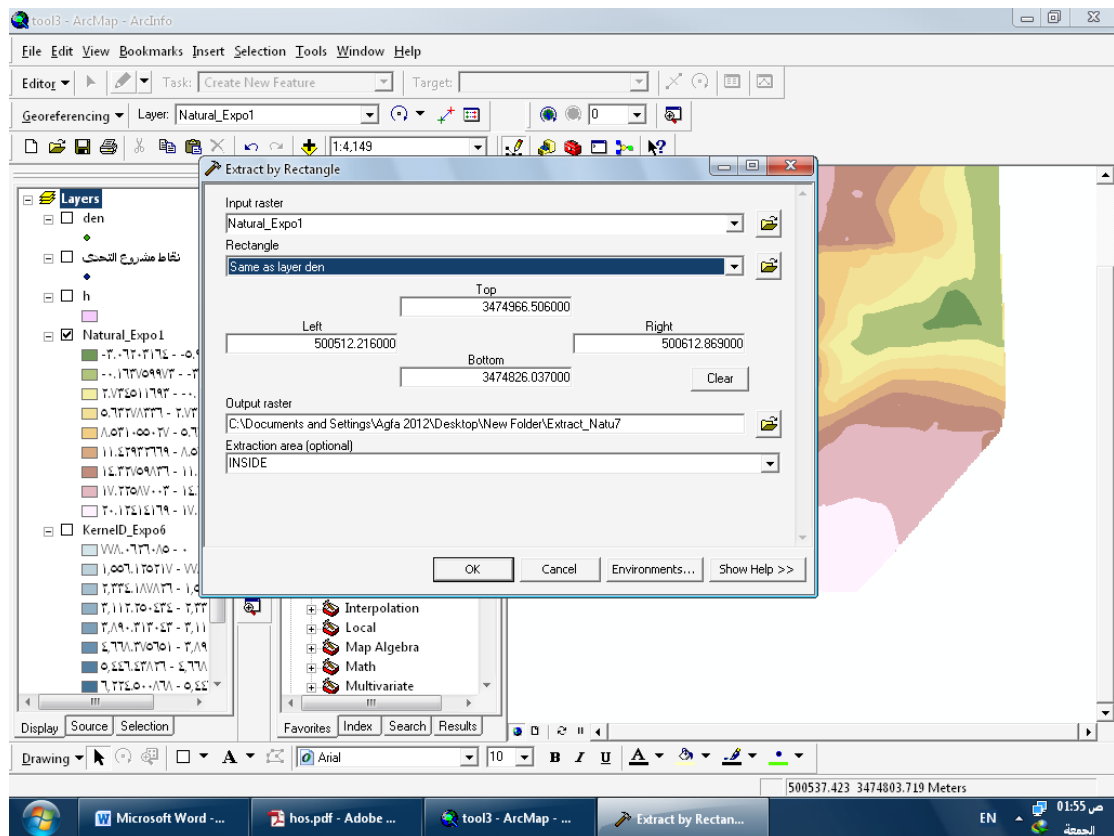 tool3 - ArcMap - ArcInfo
File Edit View Bookmarks Insert Selection Tools Window Help
Editor Task: Create New Feature Target:
Georeferencing Layer: Natural_Expo1 0
1:4,149
Extract by Rectangle
Input raster
Natural_Expo1
Rectangle
Same as layer den
Top
3474966.506000
Left Right
500512.216000 500612.869000
Bottom
3474826.037000
Clear
Output raster
C:\Documents and Settings\Agfa 2012\Desktop\New Folder\Extract_Natu7
Extraction area (optional)
INSIDE
OK Cancel Environments... Show Help >>
Layers
den
نقاط مشروع التحدي
h
Natural_Expo1
KernelD_Expo6
Interpolation
Local
Map Algebra
Math
Multivariate
Display Source Selection
Favorites Index Search Results
Drawing Arial 10 B I U A
500537.423 3474803.719 Meters
Microsoft Word -... hos.pdf - Adobe ... tool3 - ArcMap - ... Extract by Rectan... EN 01:55 ص
الجمعة